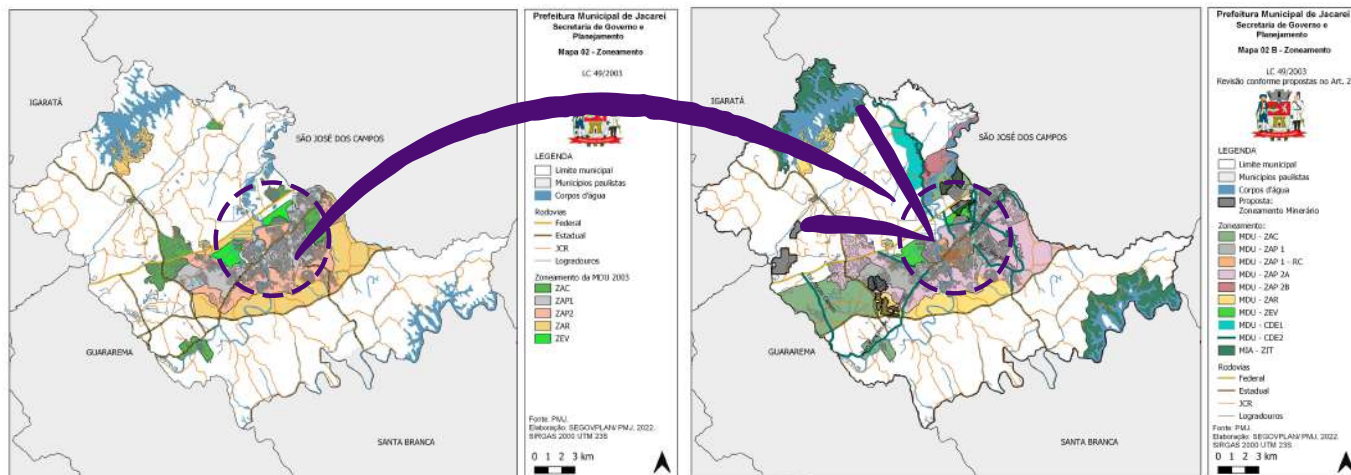 Prefeitura Municipal de Jacareí
Secretaria de Governo e
Planejamento
Mapa 02 - Zoneamento
LC 49/2003
LEGENDA
Limite municipal
Municípios paulistas
Corpos d'água
Rodovias
Federal
Estadual
JCR
Logradouros
Zoneamento da MDU 2003
ZAC
ZAP1
ZAP2
ZAR
ZEV
Fonte: PMJ.
Elaboração: SEGOVPLAN/ PMJ, 2022.
SIRGAS 2000 UTM 23S
0 1 2 3 km
IGARATÁ
SÃO JOSÉ DOS CAMPOS
GUARAREMA
SANTA BRANCA
Prefeitura Municipal de Jacareí
Secretaria de Governo e
Planejamento
Mapa 02 B - Zoneamento
LC 49/2003
Revisão conforme propostas no Art. 2
LEGENDA
Limite municipal
Municípios paulistas
Corpos d'água
Proposta:
Zoneamento Minerário
Zoneamento:
MDU - ZAC
MDU - ZAP 1
MDU - ZAP 1 - RC
MDU - ZAP 2A
MDU - ZAP 2B
MDU - ZAR
MDU - ZEV
MDU - CDE1
MDU - CDE2
MIA - ZIT
Rodovias
Federal
Estadual
JCR
Logradouros
Fonte: PMJ.
Elaboração: SEGOVPLAN/ PMJ, 2022.
SIRGAS 2000 UTM 23S
0 1 2 3 km
IGARATÁ
SÃO JOSÉ DOS CAMPOS
GUARAREMA
SANTA BRANCA